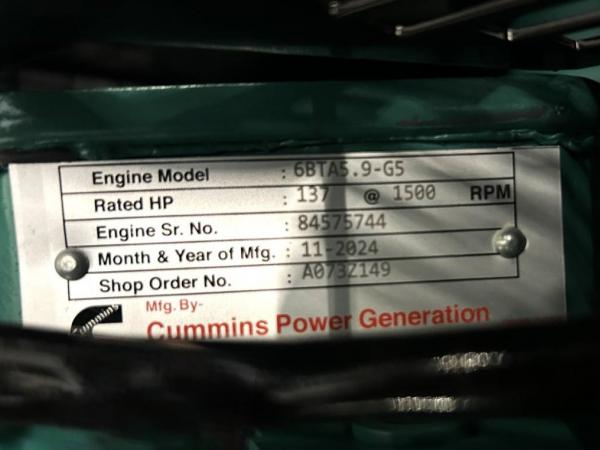 Engine Model : 6BTA5.9-G5
Rated HP : 137 @ 1500 RPM
Engine Sr. No. : 84575744
Month & Year of Mfg. : 11-2024
Shop Order No. : A073Z149
Mfg. By-
Cummins
Cummins Power Generation